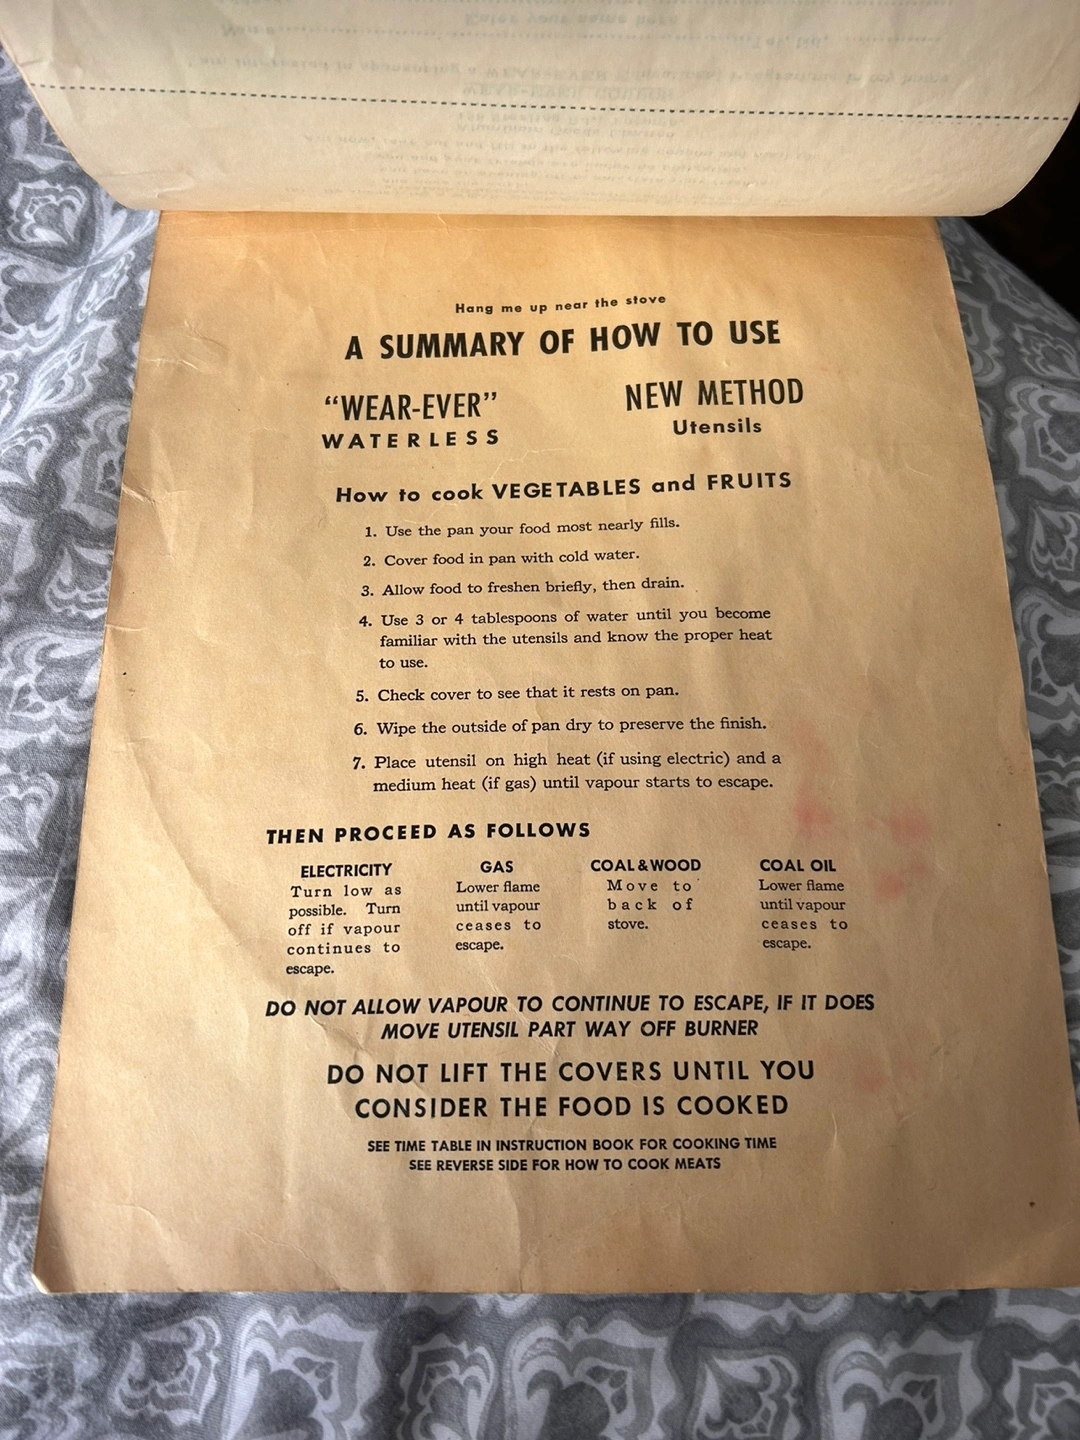 Hang me up near the stove
A SUMMARY OF HOW TO USE
"WEAR-EVER"
WATERLESS
NEW METHOD
Utensils
How to cook VEGETABLES and FRUITS
1. Use the pan your food most nearly fills.
2. Cover food in pan with cold water.
3. Allow food to freshen briefly, then drain.
4. Use 3 or 4 tablespoons of water until you become
familiar with the utensils and know the proper heat
to use.
5. Check cover to see that it rests on pan.
6. Wipe the outside of pan dry to preserve the finish.
7. Place utensil on high heat (if using electric) and a
medium heat (if gas) until vapour starts to escape.
THEN PROCEED AS FOLLOWS
ELECTRICITY
Turn low as
possible. Turn
off if vapour
continues to
escape.
GAS
Lower flame
until vapour
ceases to
escape.
COAL & WOOD
Move to
back of
stove.
COAL OIL
Lower flame
until vapour
ceases to
escape.
DO NOT ALLOW VAPOUR TO CONTINUE TO ESCAPE, IF IT DOES
MOVE UTENSIL PART WAY OFF BURNER
DO NOT LIFT THE COVERS UNTIL YOU
CONSIDER THE FOOD IS COOKED
SEE TIME TABLE IN INSTRUCTION BOOK FOR COOKING TIME
SEE REVERSE SIDE FOR HOW TO COOK MEATS